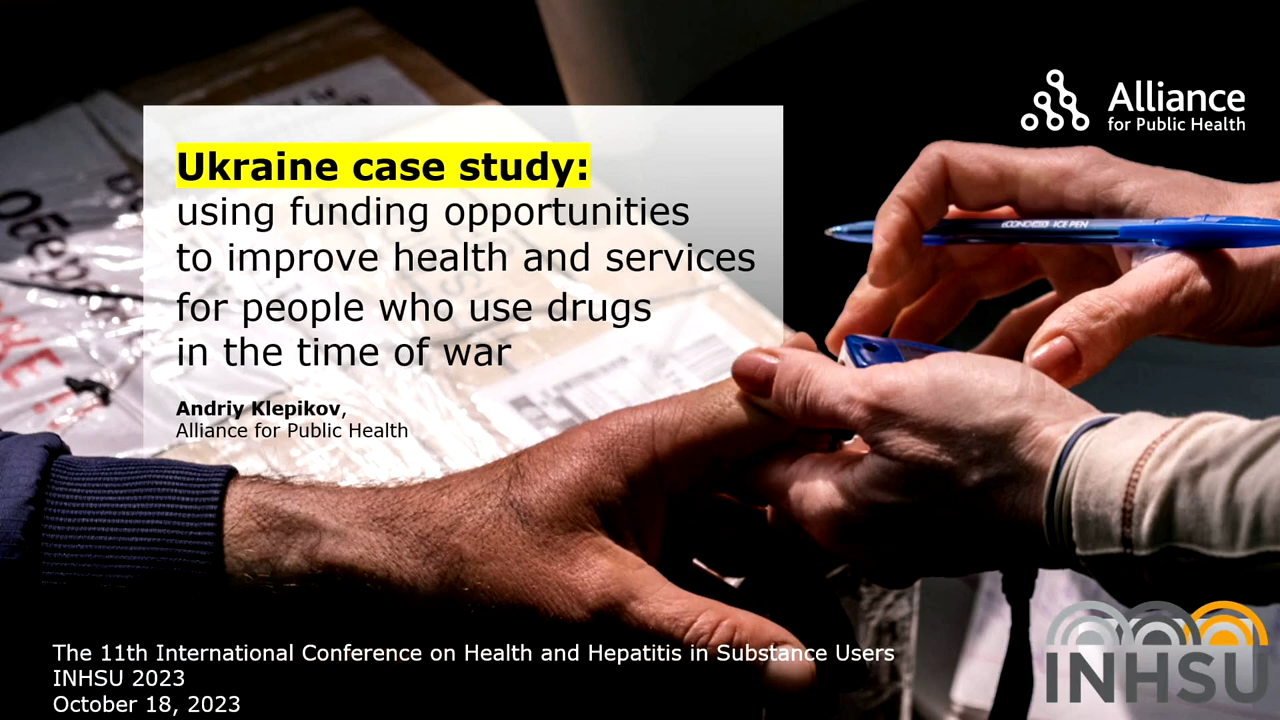 Alliance
for Public Health
Ukraine case study:
using funding opportunities
to improve health and services
for people who use drugs
in the time of war
Andriy Klepikov,
Alliance for Public Health
The 11th International Conference on Health and Hepatitis in Substance Users
INHSU 2023
October 18, 2023
INHSU